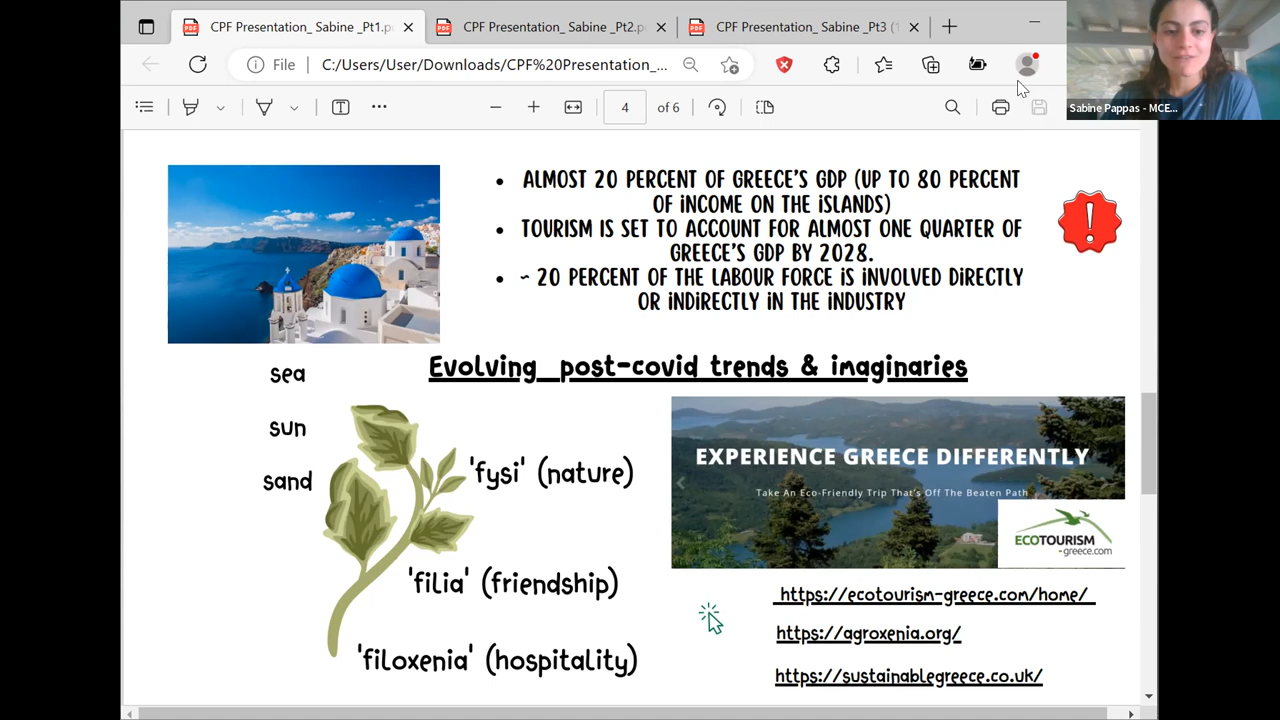 CPF Presentation_ Sabine _Pt1.p
CPF Presentation_ Sabine _Pt2.p
CPF Presentation_ Sabine _Pt3 (1
File
C:/Users/User/Downloads/CPF%20Presentation_...
4 of 6
Sabine Pappas - MCE...
• ALMOST 20 PERCENT OF GREECE'S GDP (UP TO 80 PERCENT
OF INCOME ON THE ISLANDS)
• TOURISM IS SET TO ACCOUNT FOR ALMOST ONE QUARTER OF
GREECE'S GDP BY 2028.
• ~ 20 PERCENT OF THE LABOUR FORCE IS INVOLVED DIRECTLY
OR INDIRECTLY IN THE INDUSTRY
!
Evolving post-covid trends & imaginaries
sea
sun
sand
'fysi' (nature)
'filia' (friendship)
'filoxenia' (hospitality)
EXPERIENCE GREECE DIFFERENTLY
Take An Eco-Friendly Trip That's Off The Beaten Path
ECOTOURISM
-greece.com
https://ecotourism-greece.com/home/
https://agroxenia.org/
https://sustainablegreece.co.uk/